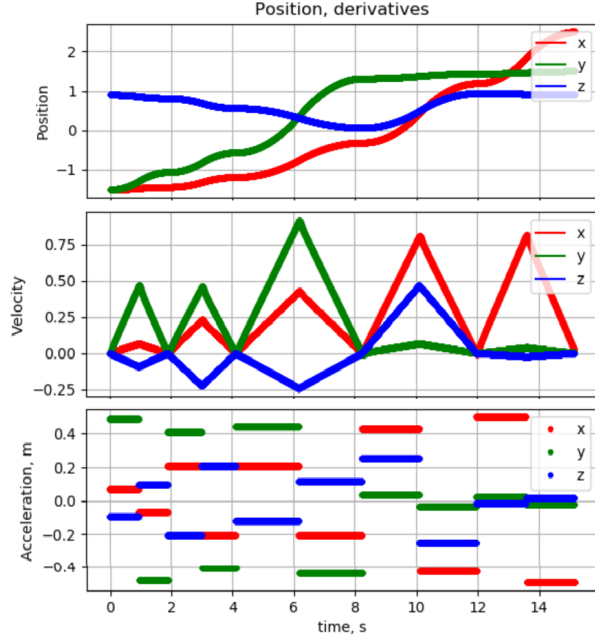 Position, derivatives
2
1
0
−1
Position
x
y
z
0.75
0.50
0.25
0.00
−0.25
Velocity
x
y
z
0.4
0.2
0.0
−0.2
−0.4
Acceleration, m
x
y
z
0 2 4 6 8 10 12 14
time, s